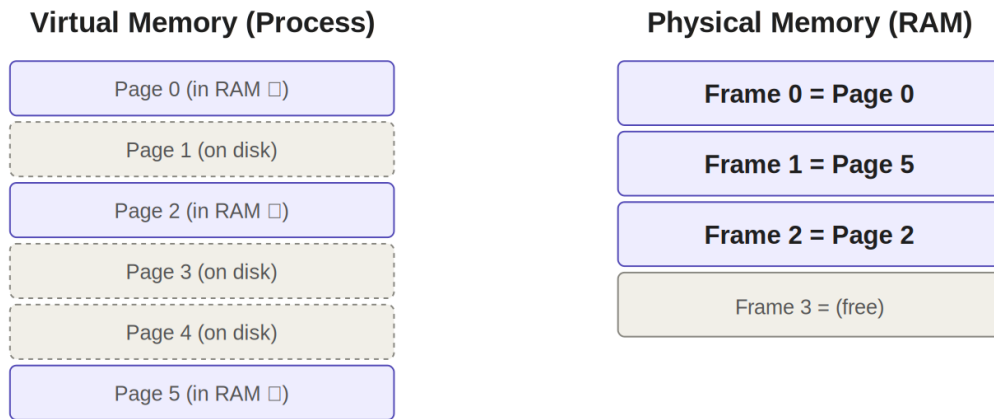 Virtual Memory (Process)
Page 0 (in RAM □)
Page 1 (on disk)
Page 2 (in RAM □)
Page 3 (on disk)
Page 4 (on disk)
Page 5 (in RAM □)
Physical Memory (RAM)
Frame 0 = Page 0
Frame 1 = Page 5
Frame 2 = Page 2
Frame 3 = (free)